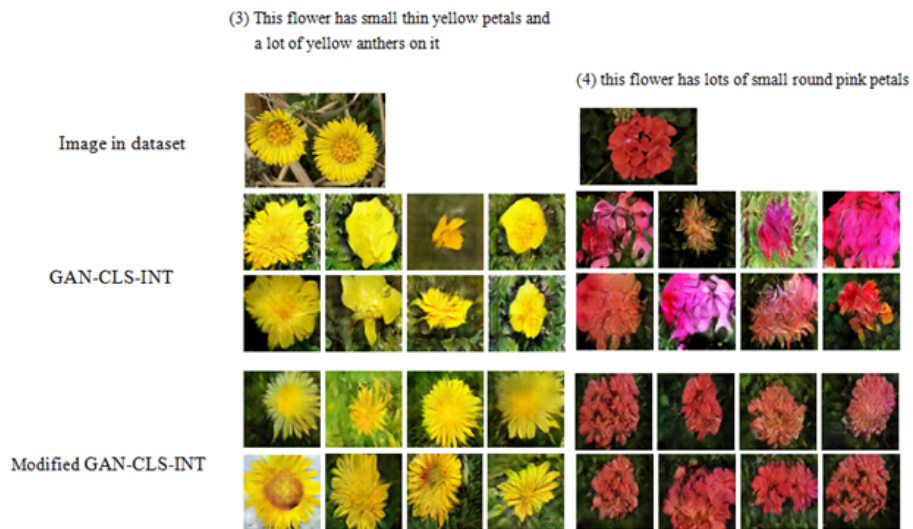 (3) This flower has small thin yellow petals and
a lot of yellow anthers on it
(4) this flower has lots of small round pink petals
Image in dataset
GAN-CLS-INT
Modified GAN-CLS-INT